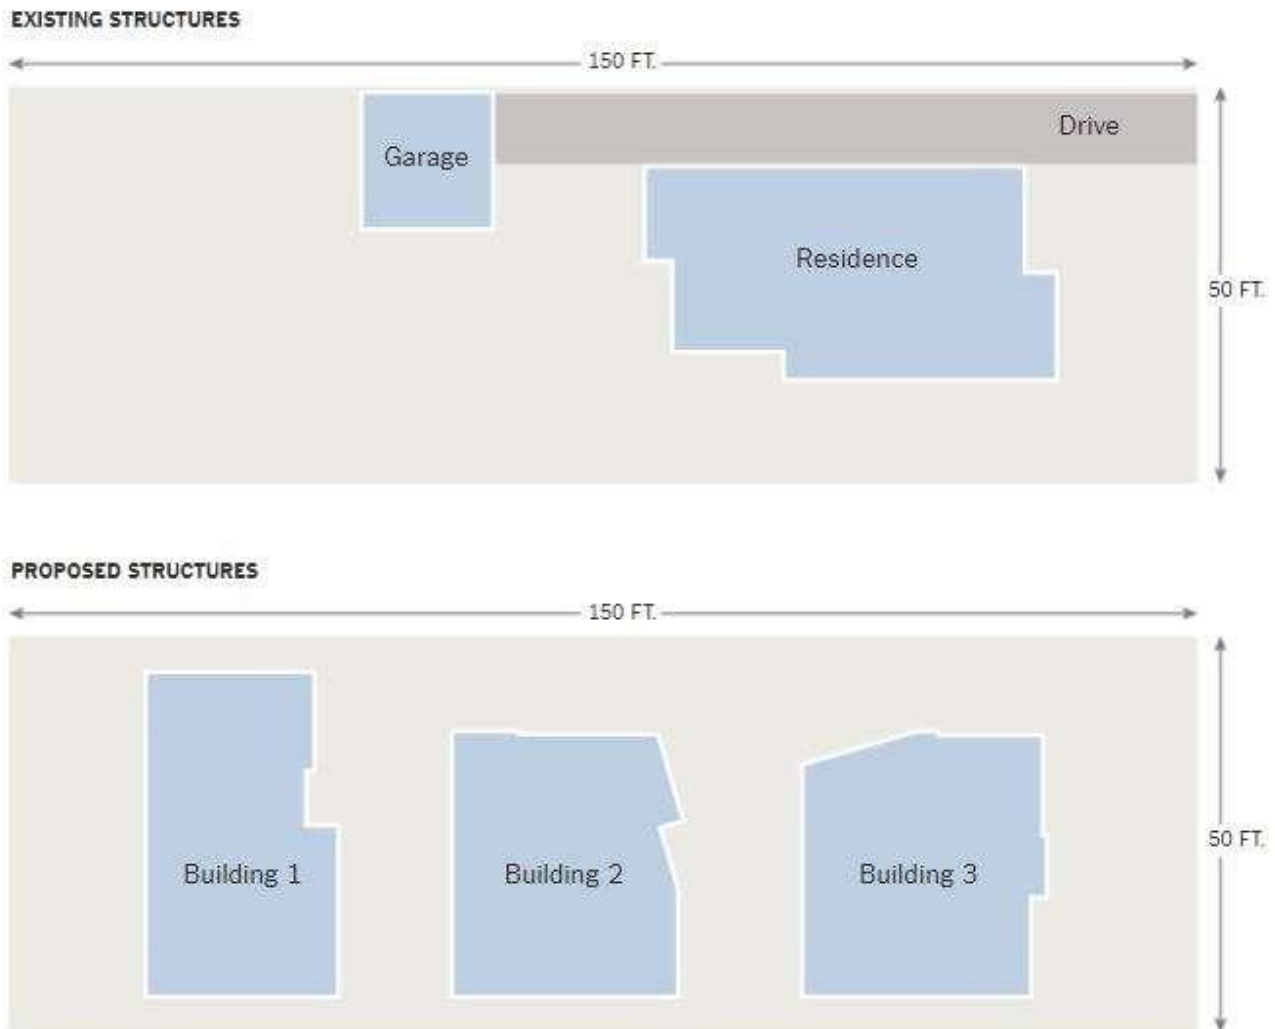 EXISTING STRUCTURES
150 FT.
Drive
Garage
Residence
50 FT.
PROPOSED STRUCTURES
150 FT.
50 FT.
Building 1
Building 2
Building 3